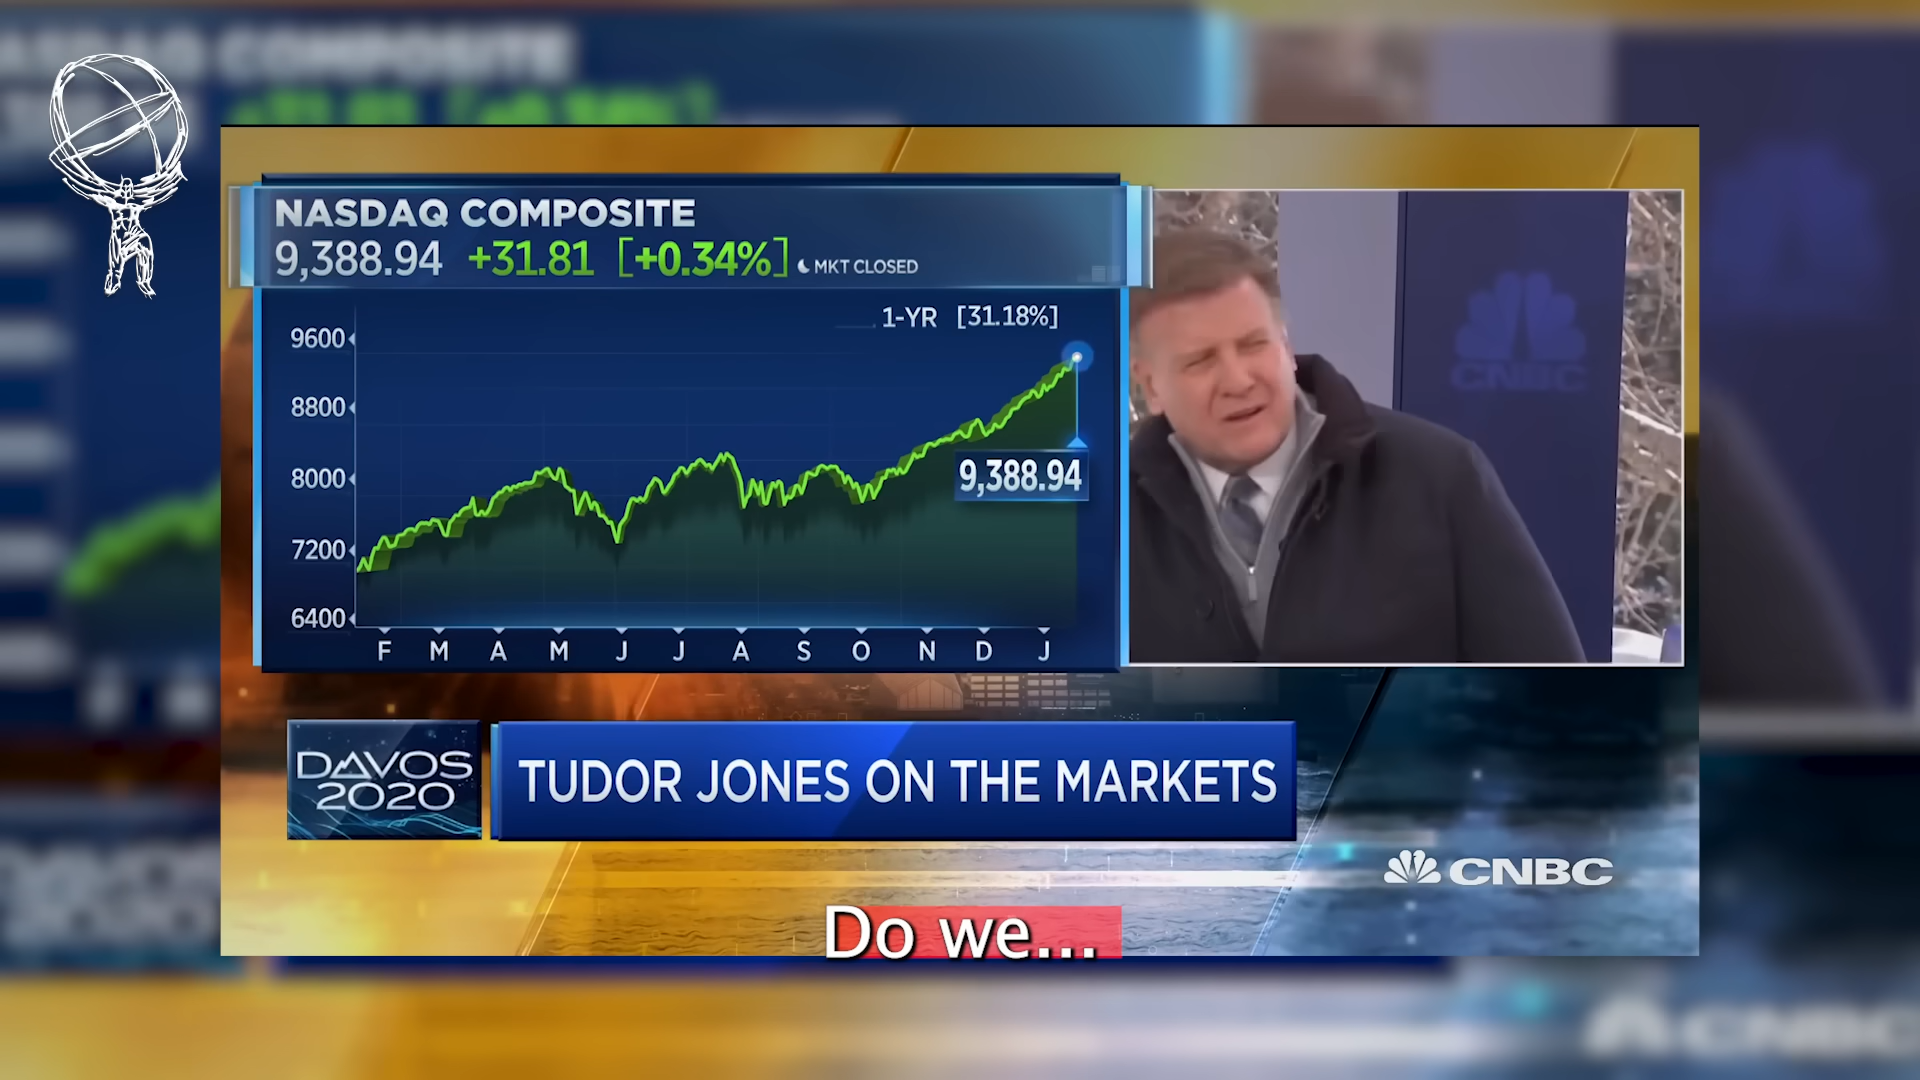 NASDAQ COMPOSITE
9,388.94 +31.81 [+0.34%] MKT CLOSED
1-YR [31.18%]
9600
8800
8000
7200
6400
9,388.94
F M A M J J A S O N D J
CNBC
DAVOS
2020
TUDOR JONES ON THE MARKETS
CNBC
Do we...